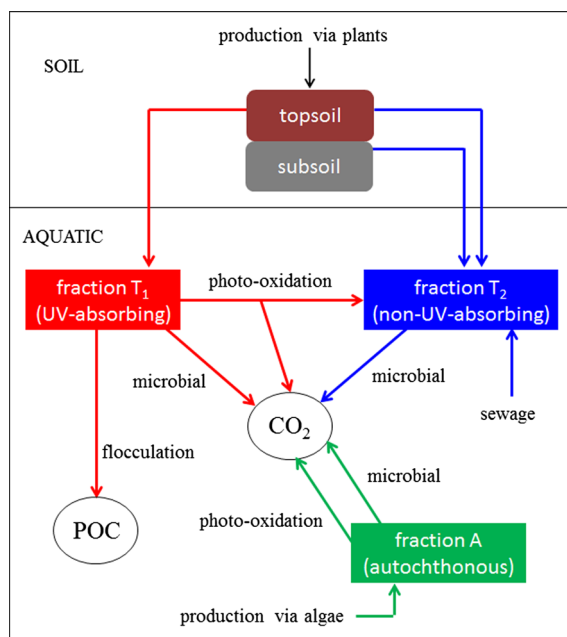 production via plants
SOIL
topsoil
subsoil
AQUATIC
fraction T₁
(UV-absorbing)
photo-oxidation
fraction T₂
(non-UV-absorbing)
microbial
microbial
sewage
CO₂
flocculation
microbial
POC
photo-oxidation
fraction A
(autochthonous)
production via algae